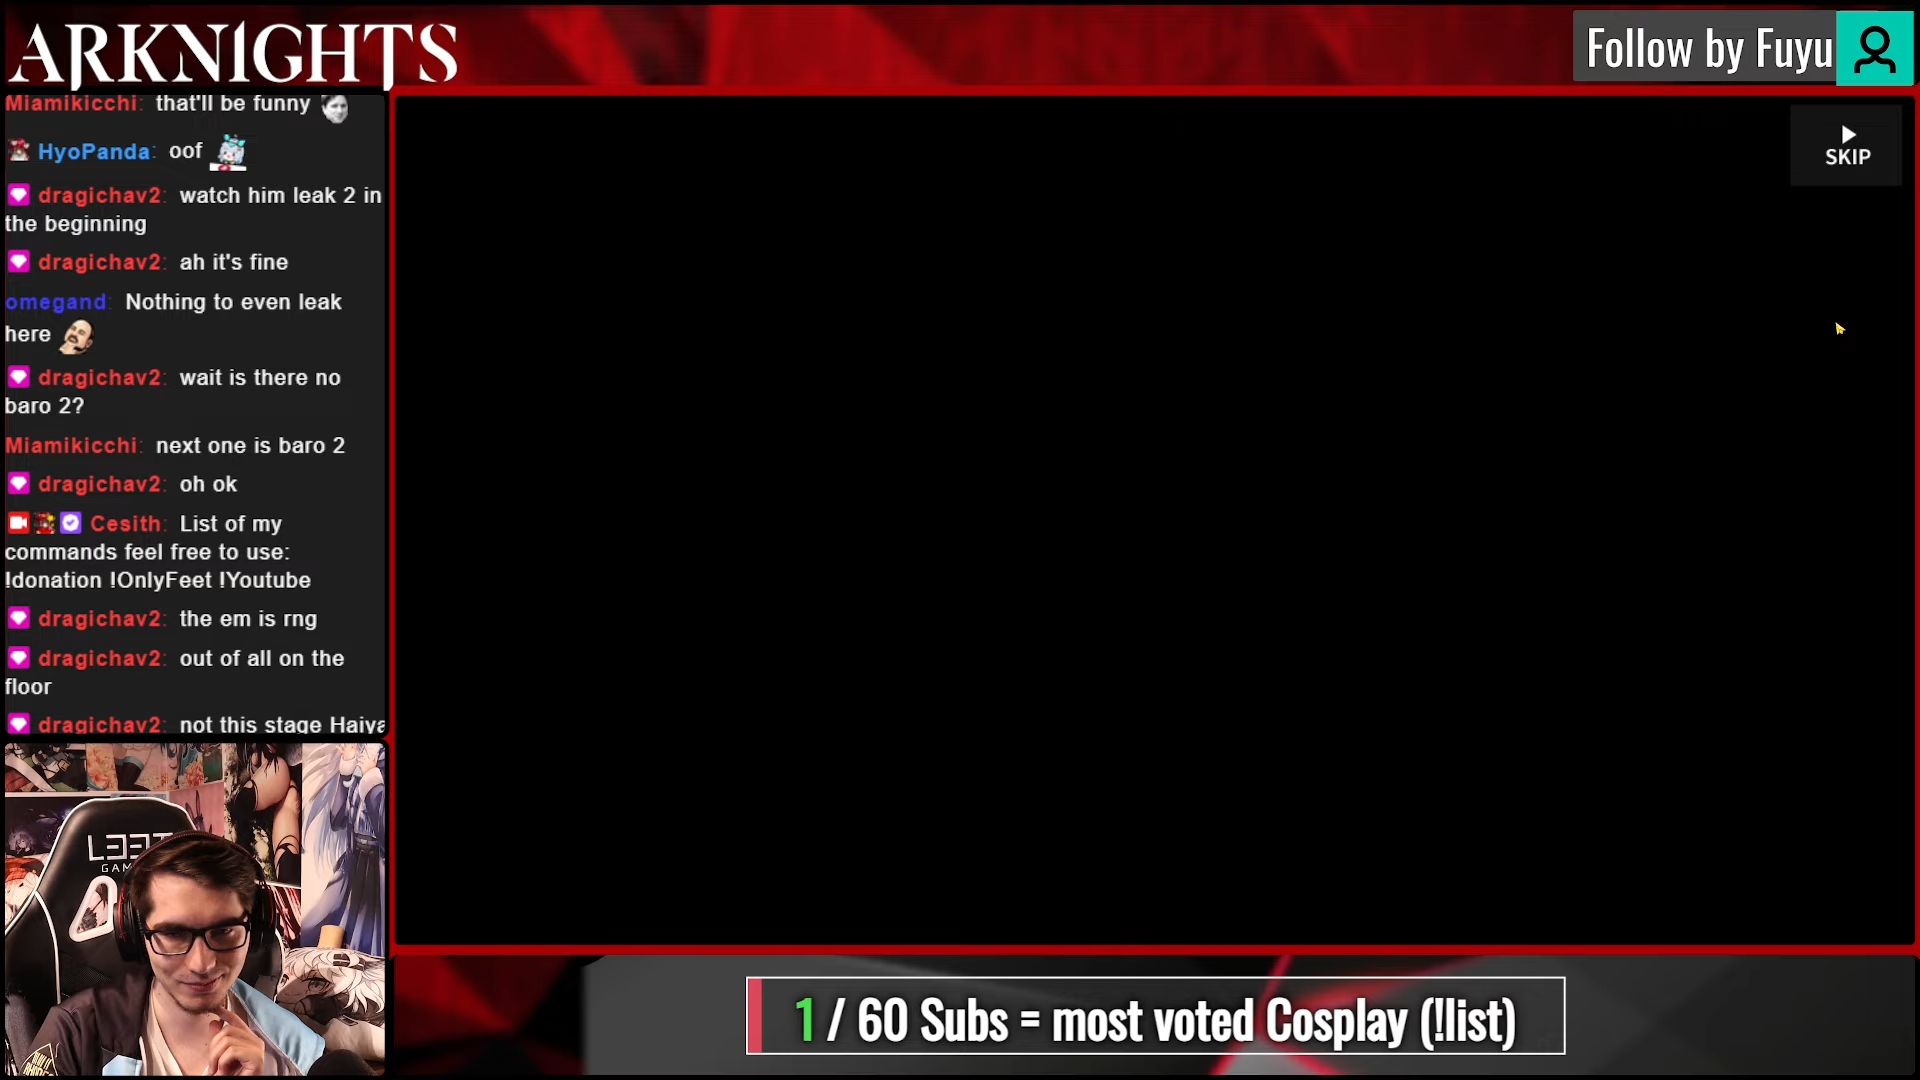 ARKNIGHTS
Follow by Fuyu
Miamikicchi: that'll be funny
HyoPanda: oof
dragichav2: watch him leak 2 in
the beginning
dragichav2: ah it's fine
omegand: Nothing to even leak
here
dragichav2: wait is there no
baro 2?
Miamikicchi: next one is baro 2
dragichav2: oh ok
Cesith: List of my
commands feel free to use:
!donation !OnlyFeet !Youtube
dragichav2: the em is rng
dragichav2: out of all on the
floor
dragichav2: not this stage Haiya
SKIP
L33T
GAM
1 / 60 Subs = most voted Cosplay (!list)